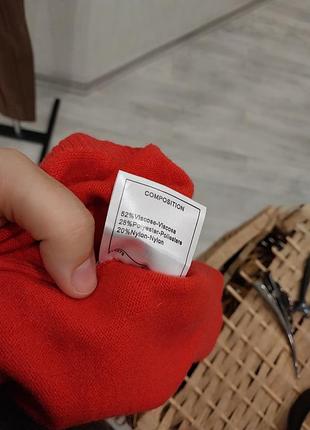 COMPOSITION
52%Viscose-Viscosa
28%Polyester-Poliestere
20%Nylon-Nylon